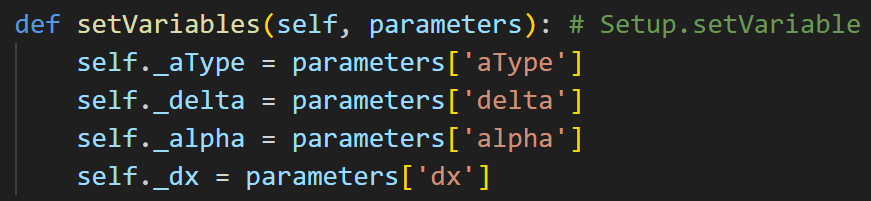 def setVariables(self, parameters): # Setup.setVariable
    self._aType = parameters['aType']
    self._delta = parameters['delta']
    self._alpha = parameters['alpha']
    self._dx = parameters['dx']